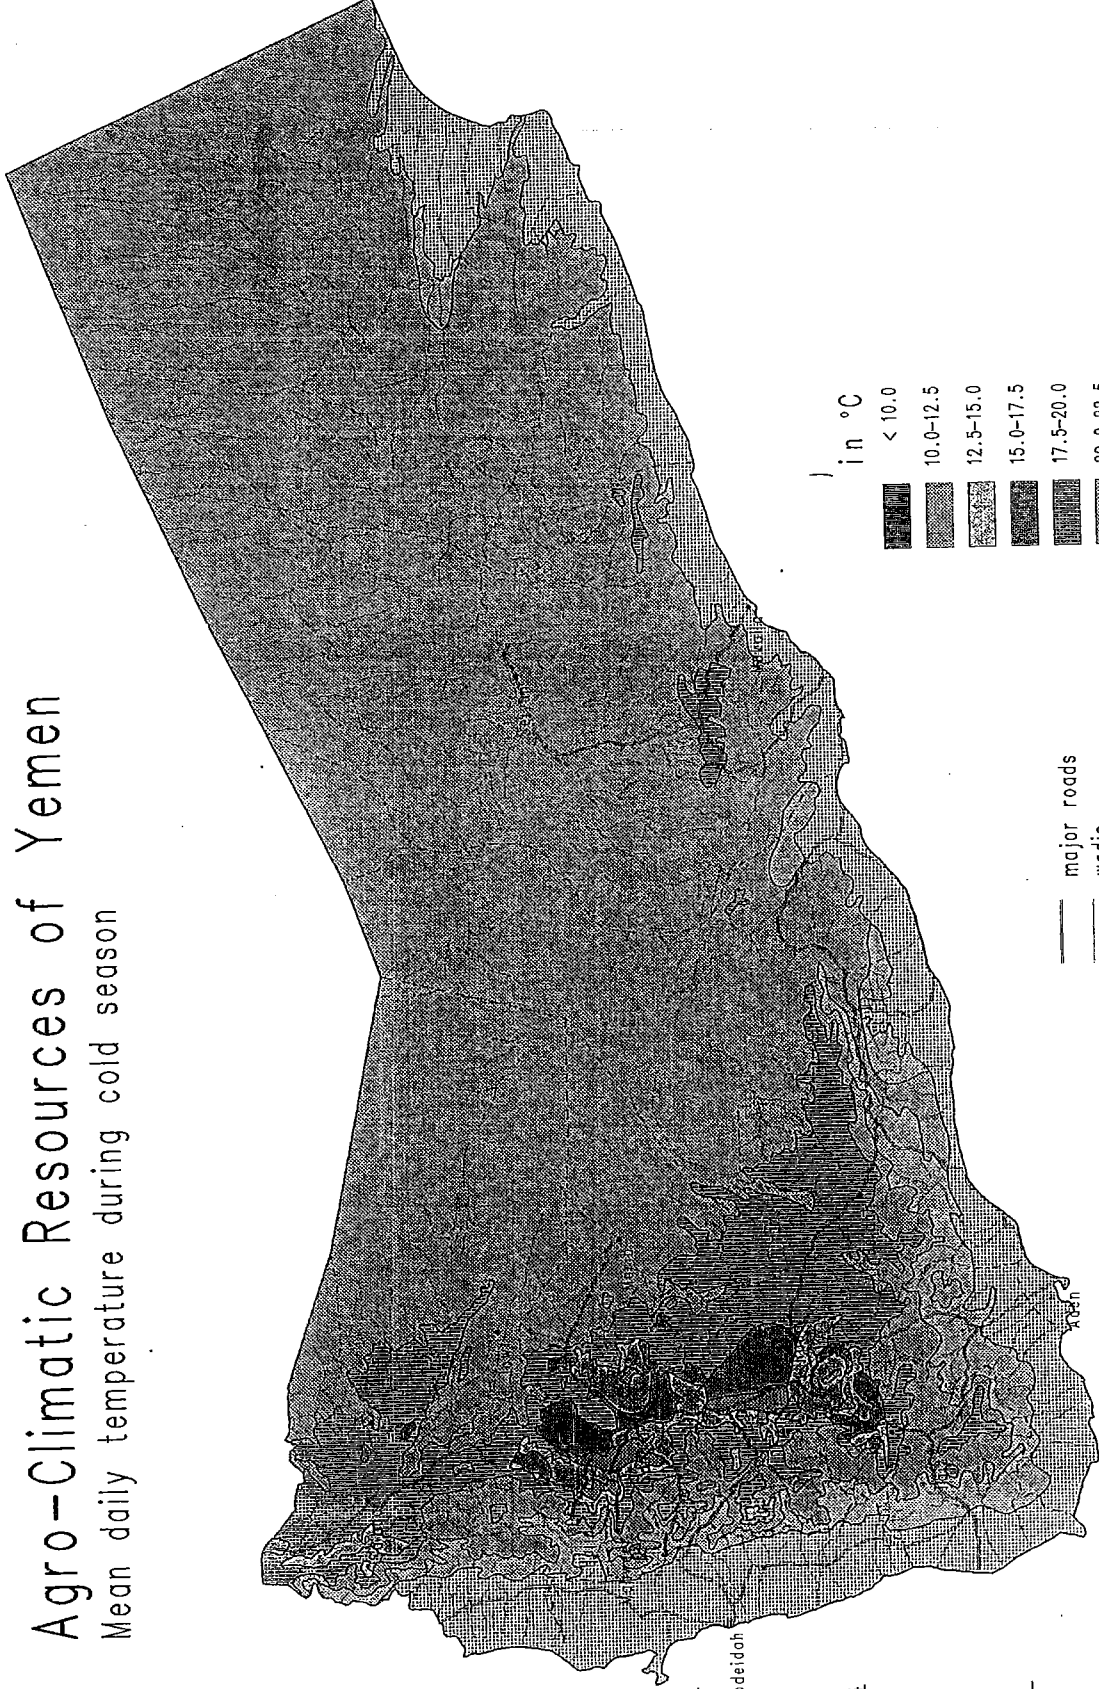 Agro-Climatic Resources of Yemen
Mean daily temperature during cold season
in °C
< 10.0
10.0-12.5
12.5-15.0
15.0-17.5
17.5-20.0
major roads
Aden
odeidah